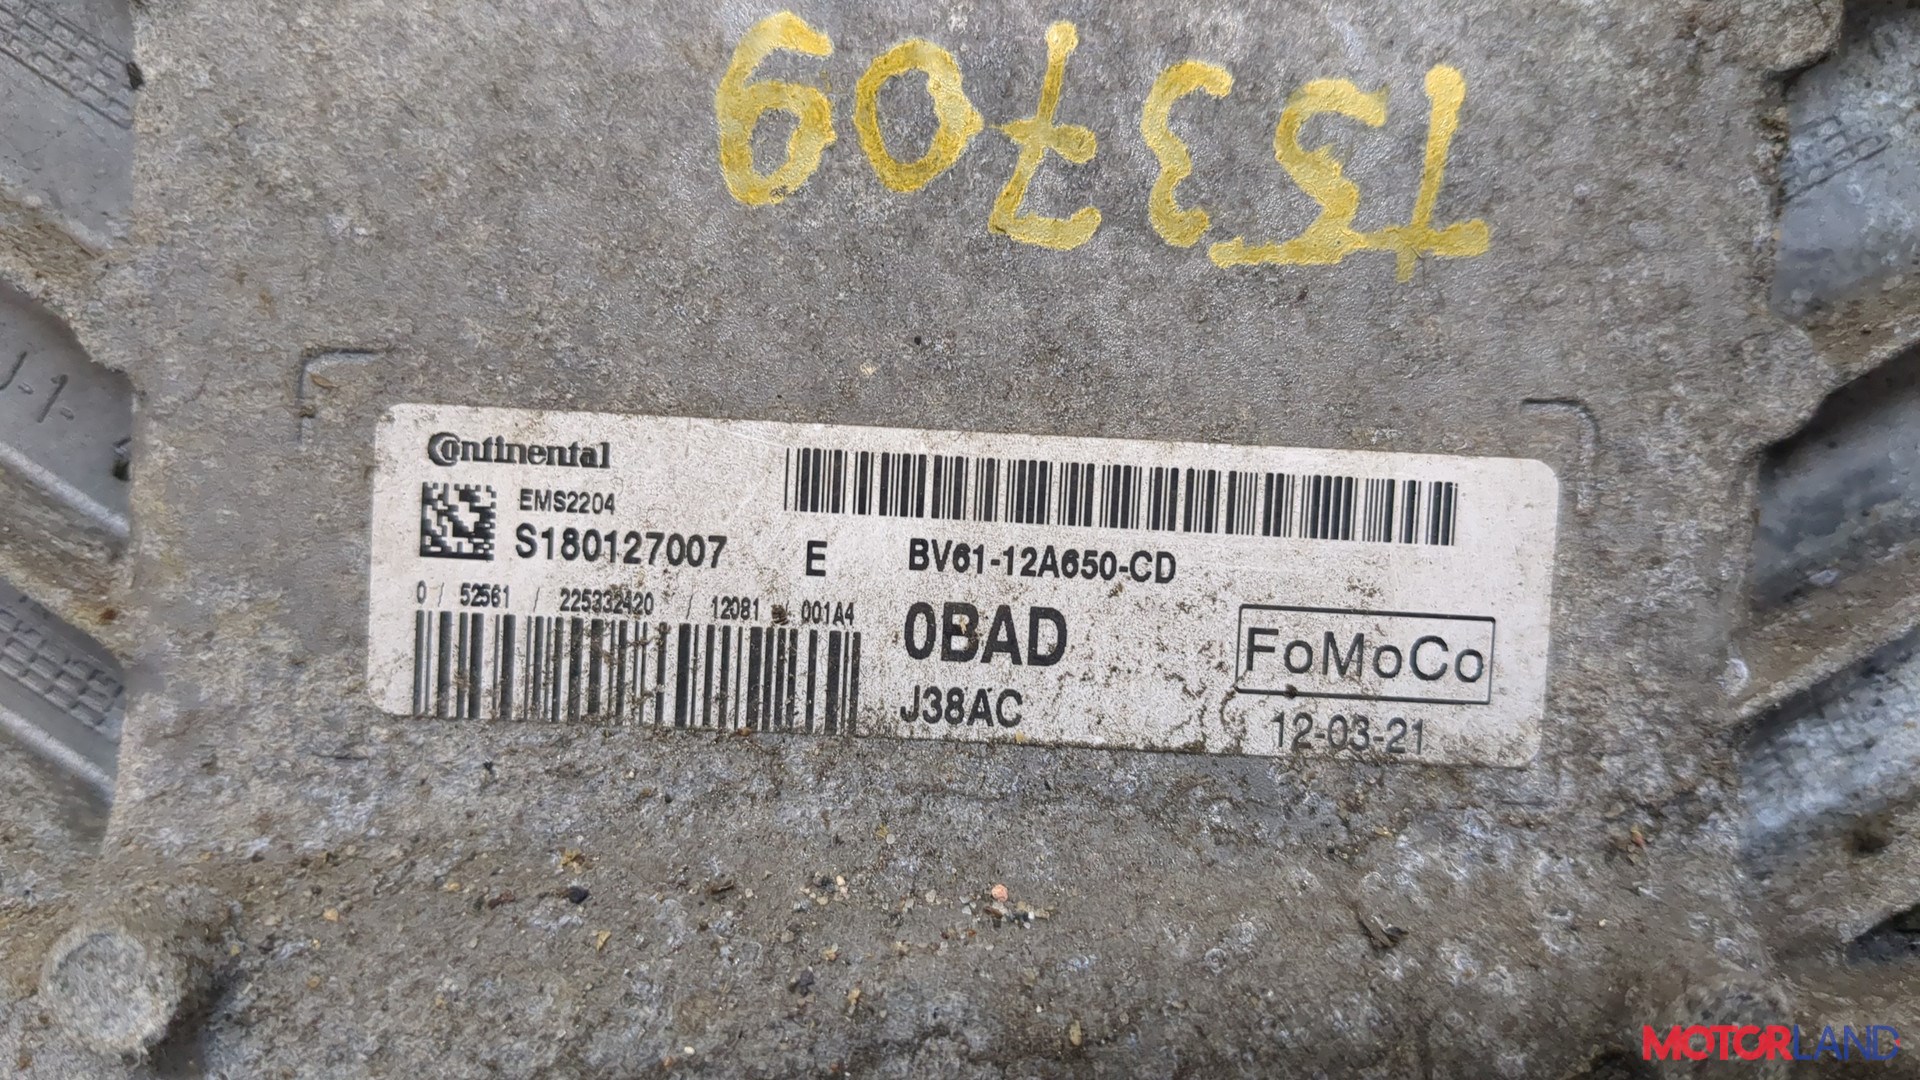 T53709
Continental
EMS2204
S180127007 E BV61-12A650-CD
0 / 52561 / 225332420 / 12081 001A4
0BAD
FoMoCo
J38AC
12-03-21
MOTORLAND